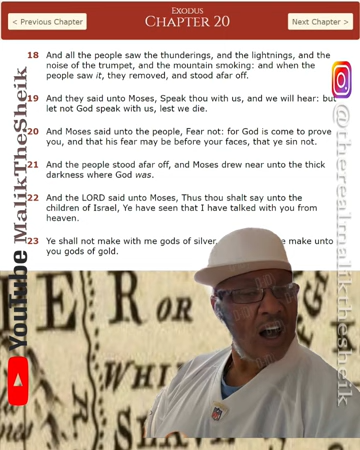 EXODUS
< Previous Chapter
CHAPTER 20
Next Chapter >
18 And all the people saw the thunderings, and the lightnings, and the
noise of the trumpet, and the mountain smoking: and when the
people saw it, they removed, and stood afar off.
19 And they said unto Moses, Speak thou with us, and we will hear: but
let not God speak with us, lest we die.
20 And Moses said unto the people, Fear not: for God is come to prove
you, and that his fear may be before your faces, that ye sin not.
21 And the people stood afar off, and Moses drew near unto the thick
darkness where God was.
22 And the LORD said unto Moses, Thus thou shalt say unto the
children of Israel, Ye have seen that I have talked with you from
heaven.
23 Ye shall not make with me gods of silver, make unto
you gods of gold.
YouTube MalikTheSheik
@therealmalikthesheik
E R OR
WHI
NFL